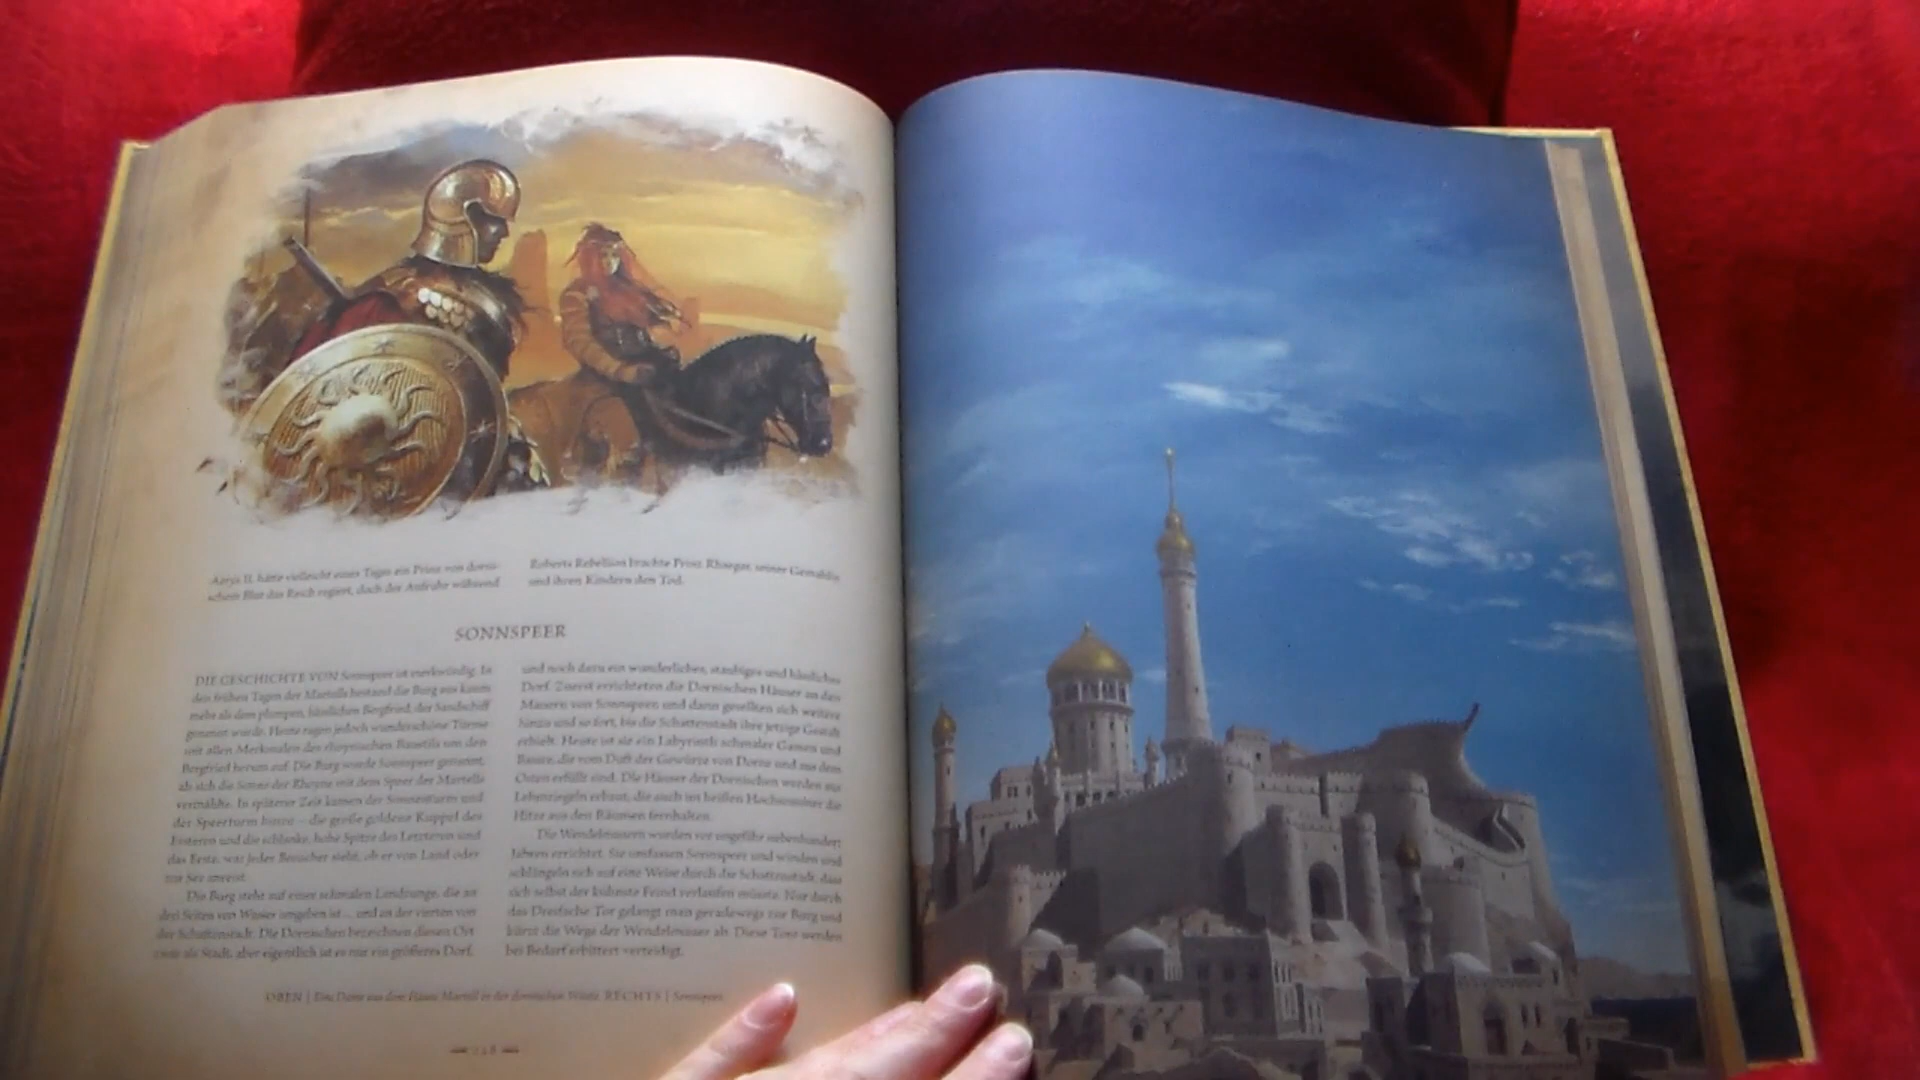 Aerys II. hätte vielleicht eines Tages ein Prinz von dorni-
schem Blut das Reich regiert, doch der Aufruhr während
Roberts Rebellion brachte Prinz Rhaegar, seiner Gemahlin
und ihren Kindern den Tod.
SONNSPEER
DIE GESCHICHTE VON Sonnspeer ist merkwürdig. In
den frühen Tagen der Martells bestand die Burg aus kaum
mehr als dem plumpen, hässlichen Bergfried, der Sandschiff
genannt wurde. Heute ragen jedoch wunderschöne Türme
mit allen Merkmalen des rhoynischen Baustils um den
Bergfried herum auf. Die Burg wurde Sonnspeer genannt,
als sich die Sonne der Rhoyne mit dem Speer der Martells
vermählte. In späterer Zeit kamen der Sonnenturm und
der Speerturm hinzu – die große goldene Kuppel des
Ersteren und die schlanke, hohe Spitze des Letzteren sind
das Erste, was jeder Besucher sieht, ob er von Land oder
zur See anreist.
Die Burg steht auf einer schmalen Landzunge, die an
drei Seiten von Wasser umgeben ist ... und an der vierten von
der Schattenstadt. Die Dornischen bezeichnen diesen Ort
zwar als Stadt, aber eigentlich ist es nur ein größeres Dorf,
und noch dazu ein wunderliches, staubiges und hässliches
Dorf. Zuerst errichteten die Dornischen Häuser an den
Mauern von Sonnspeer, und dann gesellten sich weitere
hinzu und so fort, bis die Schattenstadt ihre jetzige Gestalt
erhielt. Heute ist sie ein Labyrinth schmaler Gassen und
Basare, die vom Duft der Gewürze von Dorne und aus dem
Osten erfüllt sind. Die Häuser der Dornischen wurden aus
Lehmziegeln erbaut, die auch im heißen Hochsommer die
Hitze aus den Räumen fernhalten.
Die Wendelmauern wurden vor ungefähr siebenhundert
Jahren errichtet. Sie umfassen Sonnspeer und winden und
schlängeln sich auf eine Weise durch die Schattenstadt, dass
sich selbst der kühnste Feind verlaufen müsste. Nur durch
das Dreifache Tor gelangt man geradewegs zur Burg und
kürzt die Wege der Wendelmauer ab. Diese Tore werden
bei Bedarf erbittert verteidigt.
OBEN | Eine Dame aus dem Hause Martell in der dornischen Wüste. RECHTS | Sonnspeer.